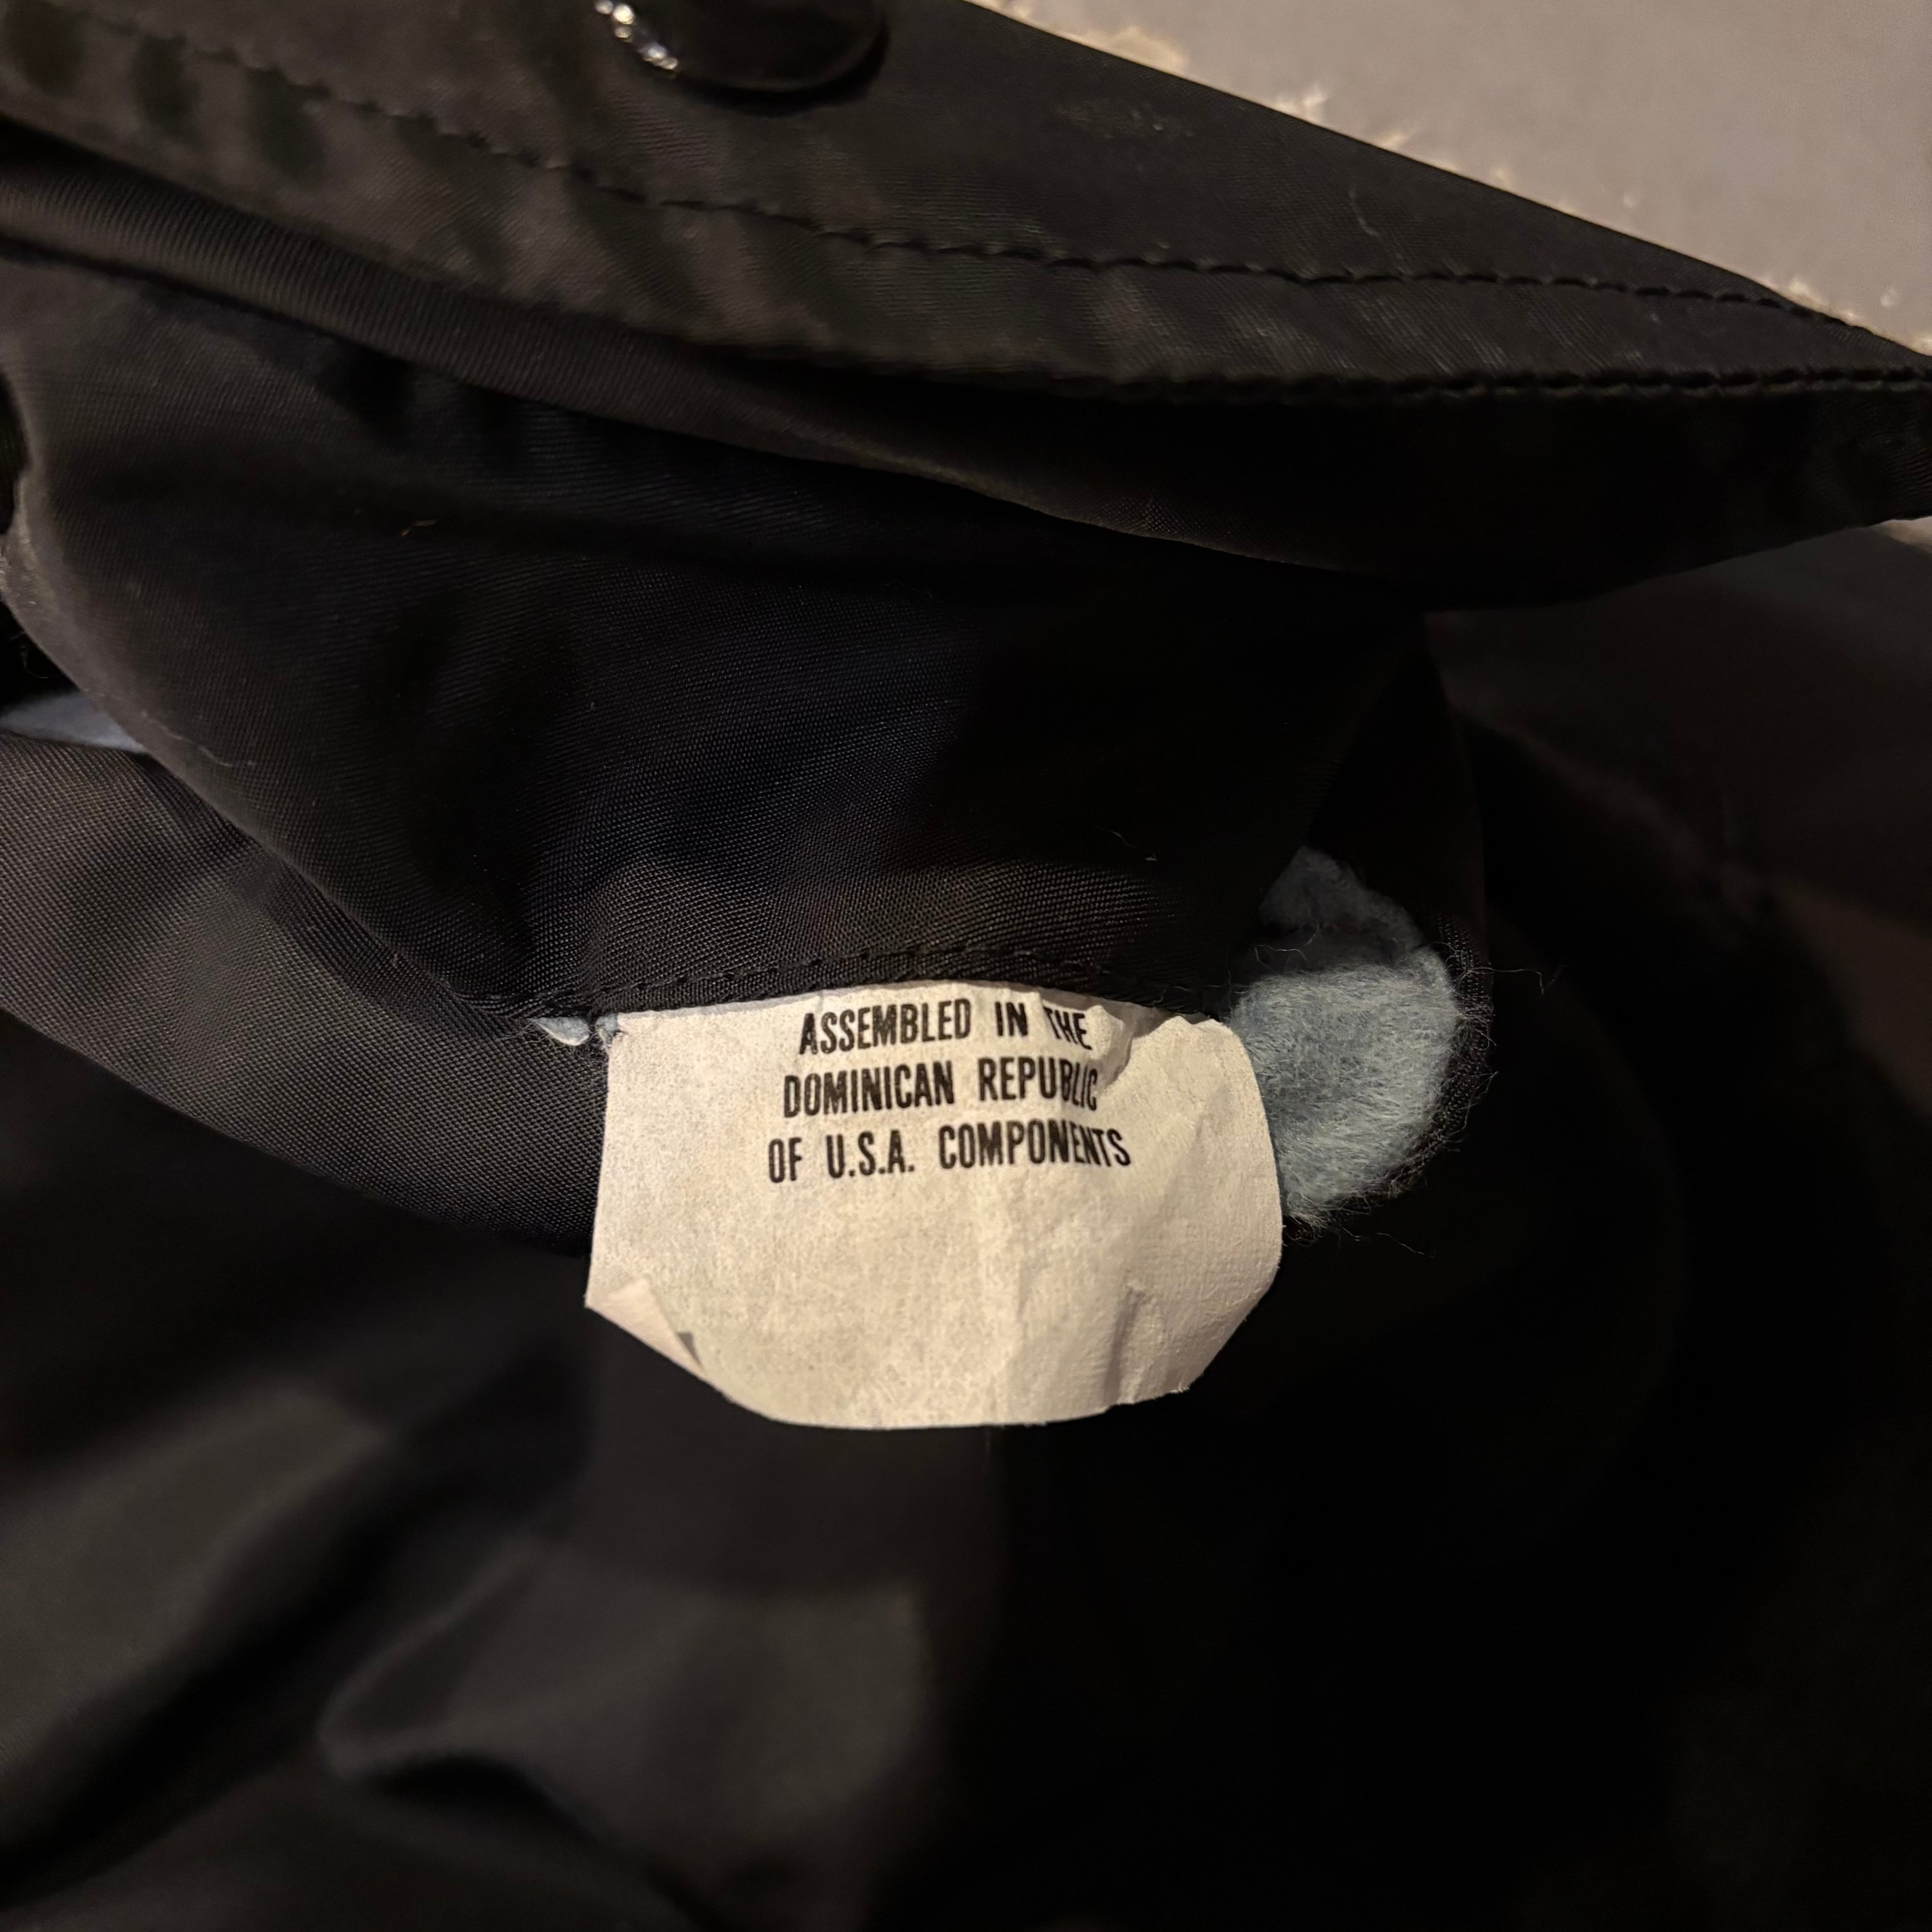 ASSEMBLED IN THE
DOMINICAN REPUBLIC
OF U.S.A. COMPONENTS